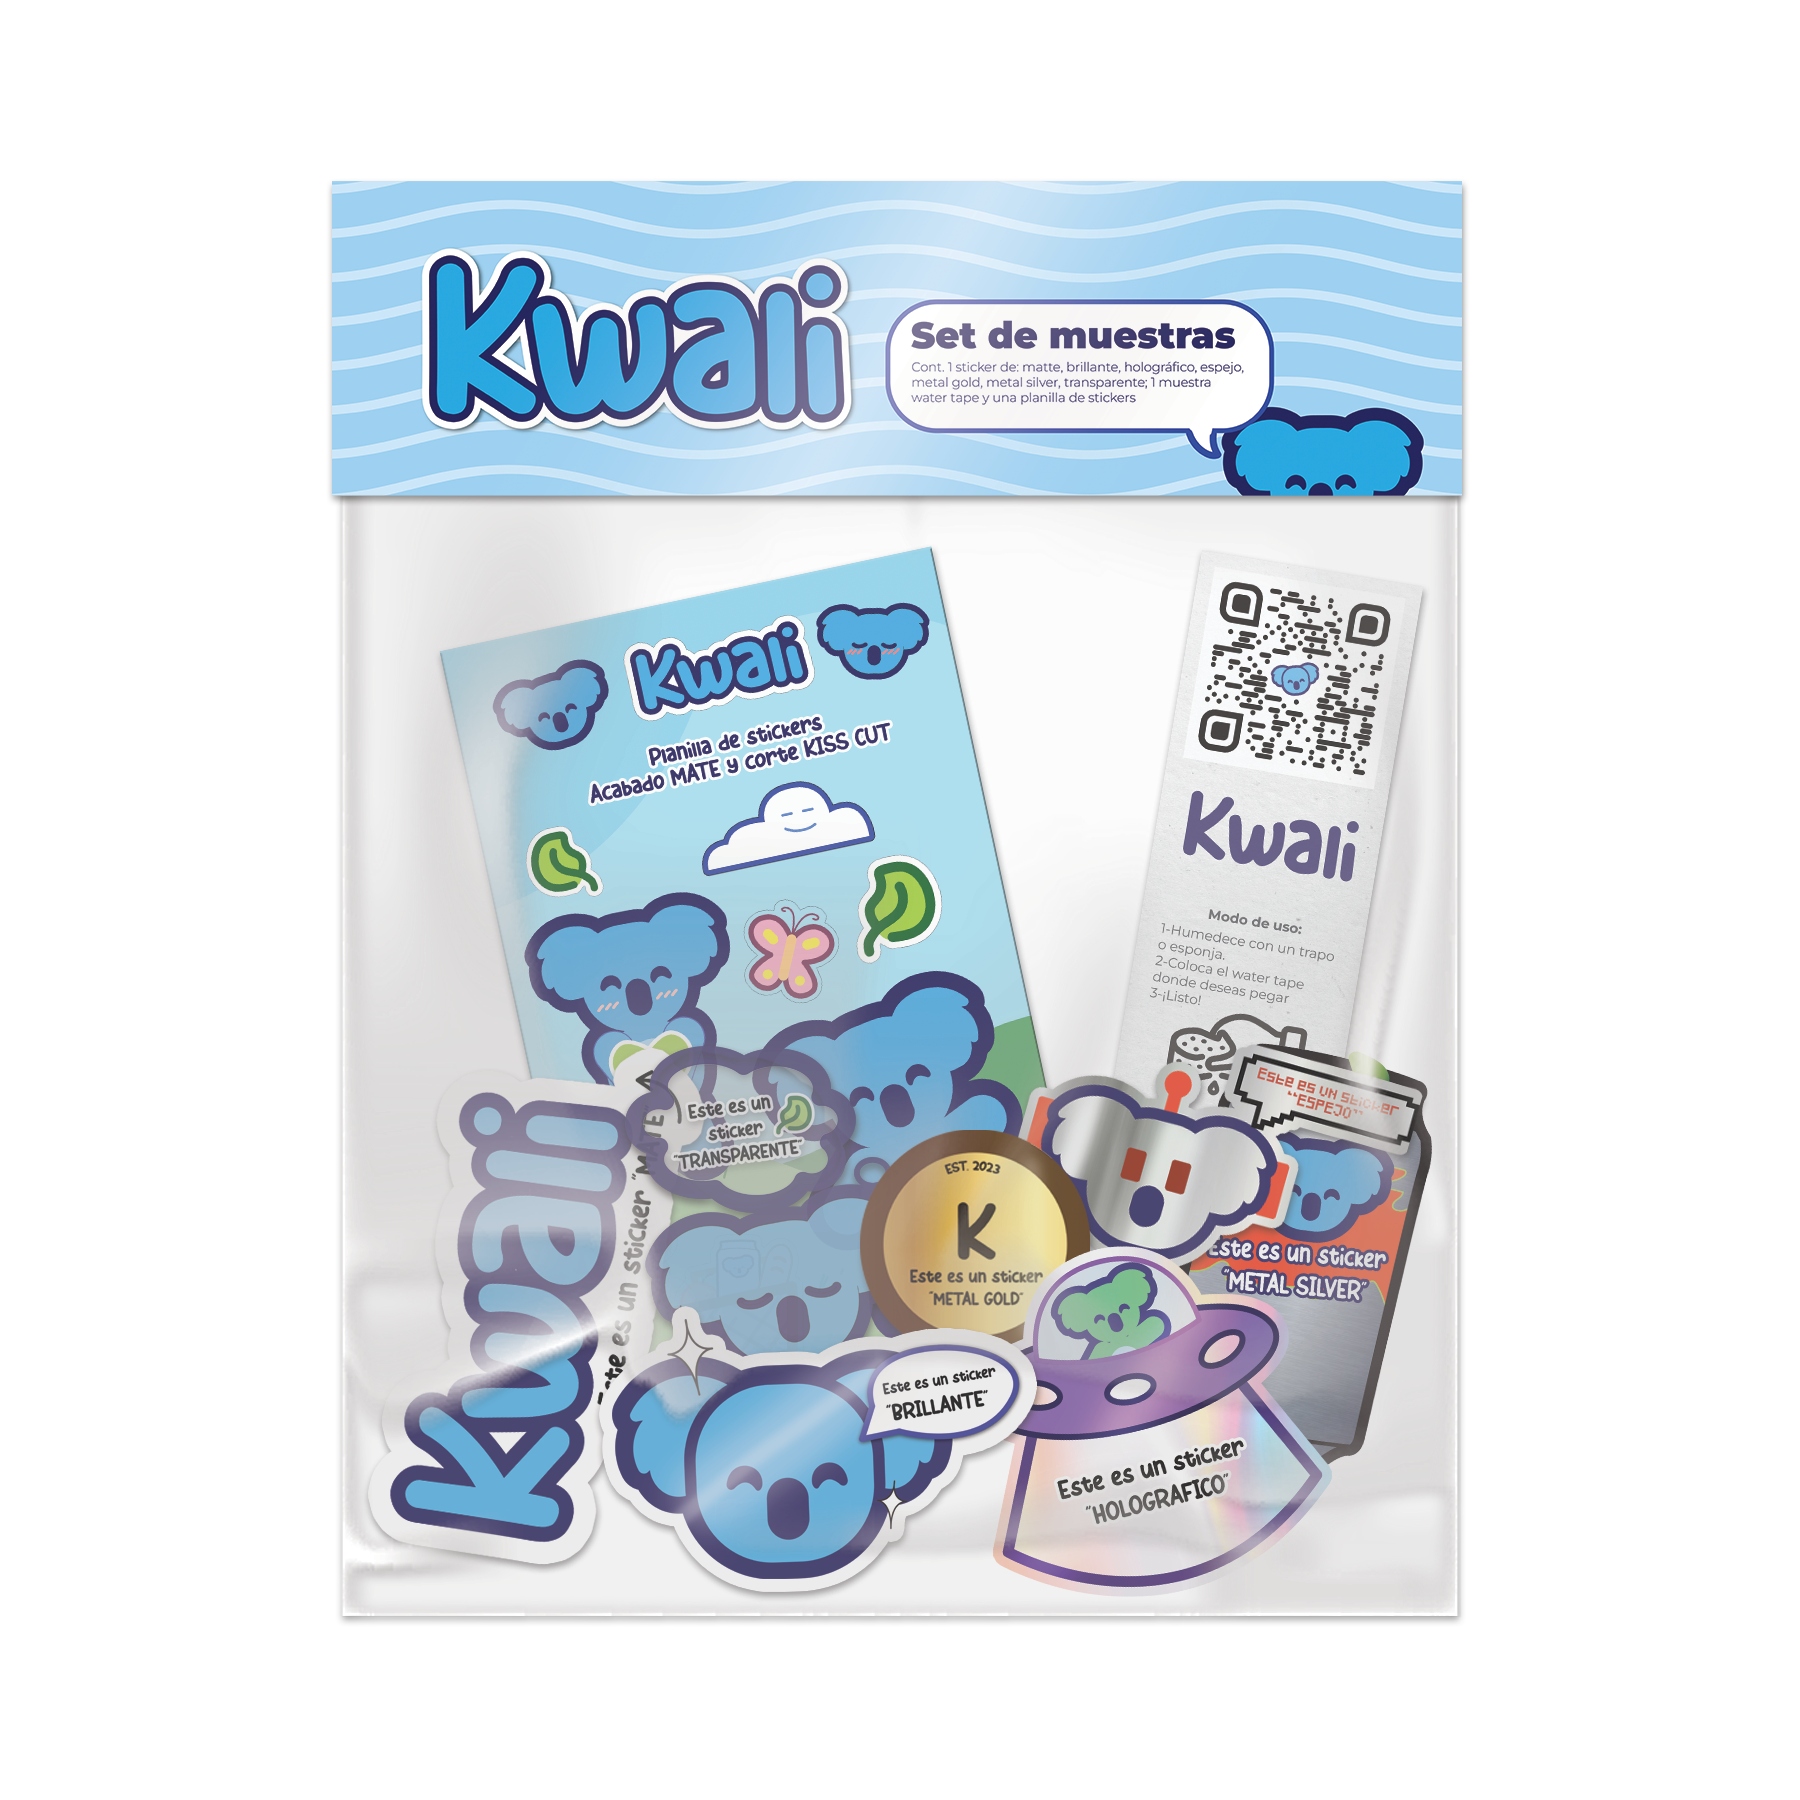 Kwali
Set de muestras
Cont. 1 sticker de: matte, brillante, holográfico, espejo,
metal gold, metal silver, transparente; 1 muestra
water tape y una planilla de stickers
Kwali
Planilla de stickers
Acabado MATE y corte KISS CUT
Kwali
Modo de uso:
1-Humedece con un trapo
o esponja.
2-Coloca el water tape
donde deseas pegar
3-¡Listo!
Este es un sticker
"ESPEJO"
Este es un
sticker
"TRANSPARENTE"
Kwali
Este es un sticker "MATE"
EST. 2023
K
Este es un sticker
"METAL GOLD"
Este es un sticker
"METAL SILVER"
Este es un sticker
"BRILLANTE"
Este es un sticker
"HOLOGRAFICO"